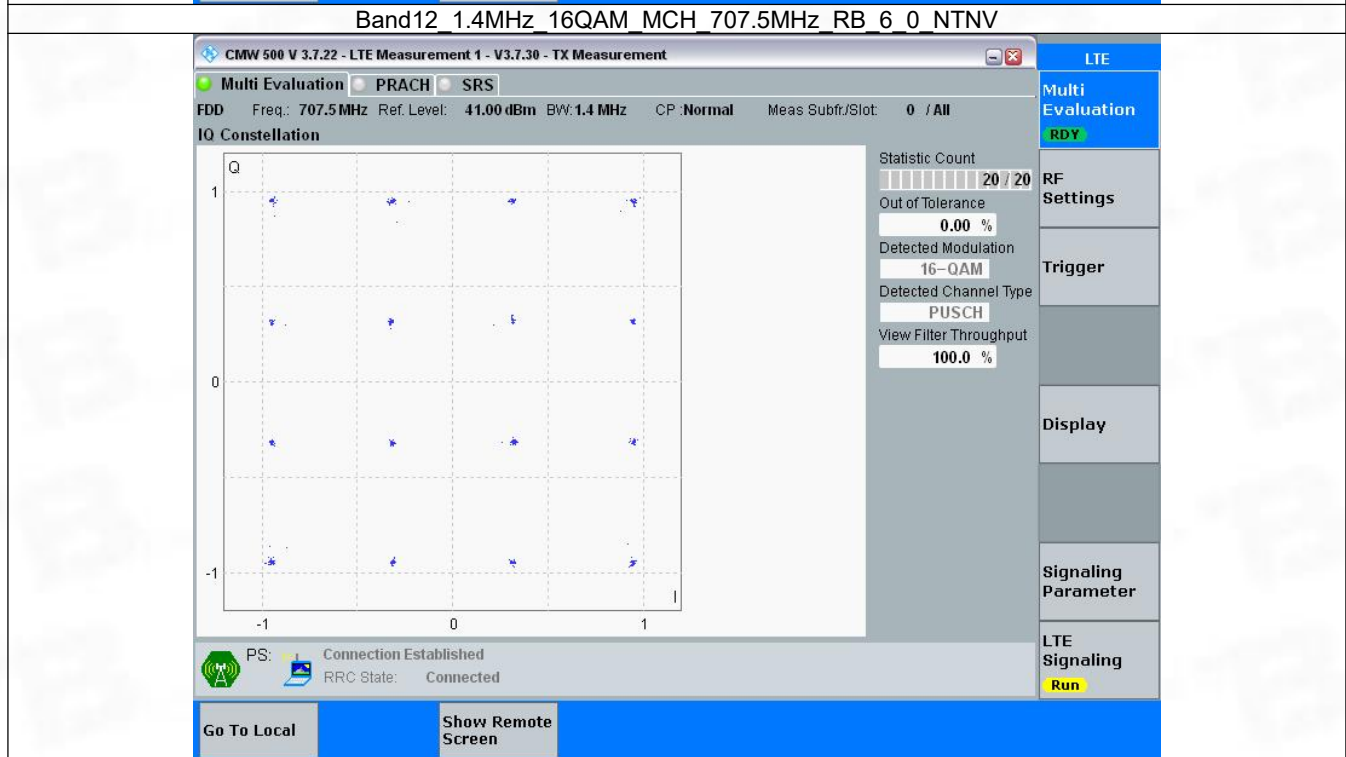 Band12_1.4MHz_16QAM_MCH_707.5MHz_RB_6_0_NTNV
CMW 500 V 3.7.22 - LTE Measurement 1 - V3.7.30 - TX Measurement
LTE
Multi Evaluation PRACH SRS
Multi
Evaluation
RDY
FDD Freq.: 707.5 MHz Ref. Level: 41.00 dBm BW: 1.4 MHz CP :Normal Meas Subfr./Slot: 0 / All
IQ Constellation
Q
1
0
-1
I
-1 0 1
Statistic Count
20 / 20
Out of Tolerance
0.00 %
Detected Modulation
16-QAM
Detected Channel Type
PUSCH
View Filter Throughput
100.0 %
RF
Settings
Trigger
Display
Signaling
Parameter
LTE
Signaling
Run
PS: Connection Established
RRC State: Connected
Go To Local
Show Remote
Screen